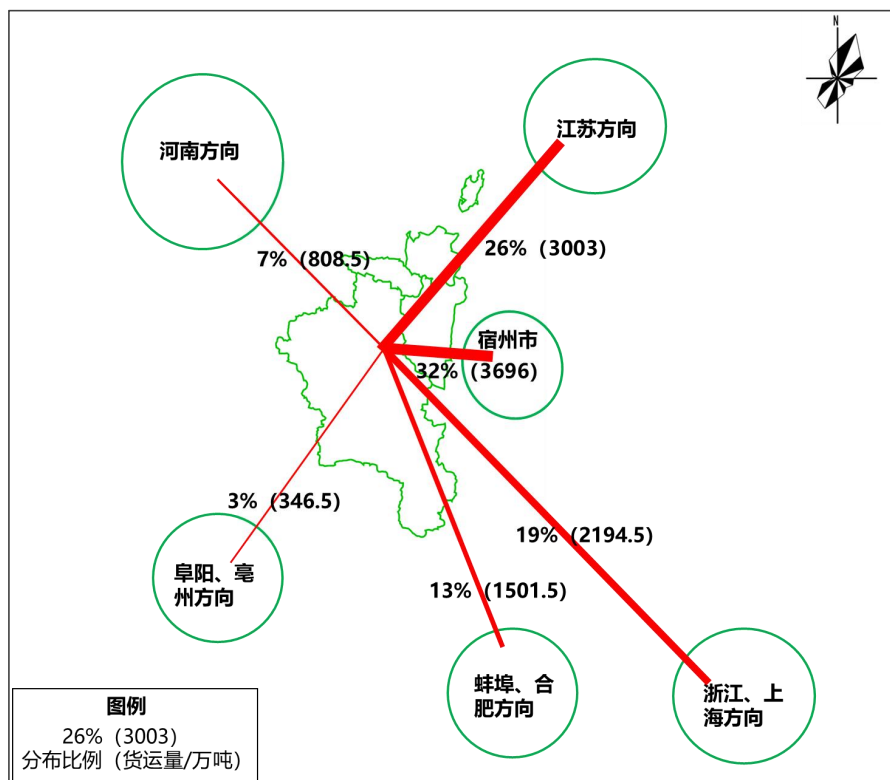 N
江苏方向
河南方向
26%（3003）
7%（808.5）
宿州市
32%（3696）
3%（346.5）
19%（2194.5）
阜阳、亳
州方向
13%（1501.5）
蚌埠、合
肥方向
浙江、上
海方向
图例
26%（3003）
分布比例（货运量/万吨）